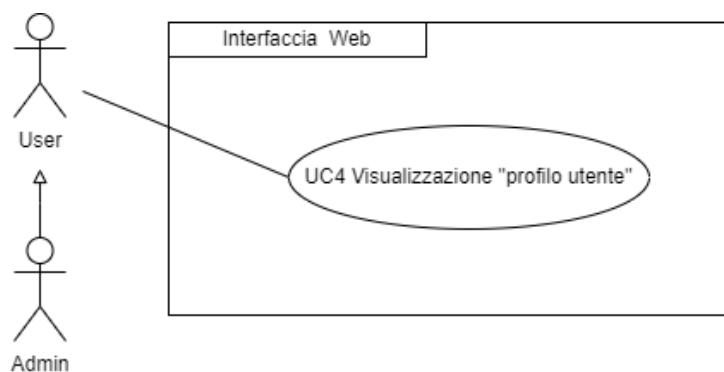 Interfaccia Web
User
UC4 Visualizzazione "profilo utente"
Admin